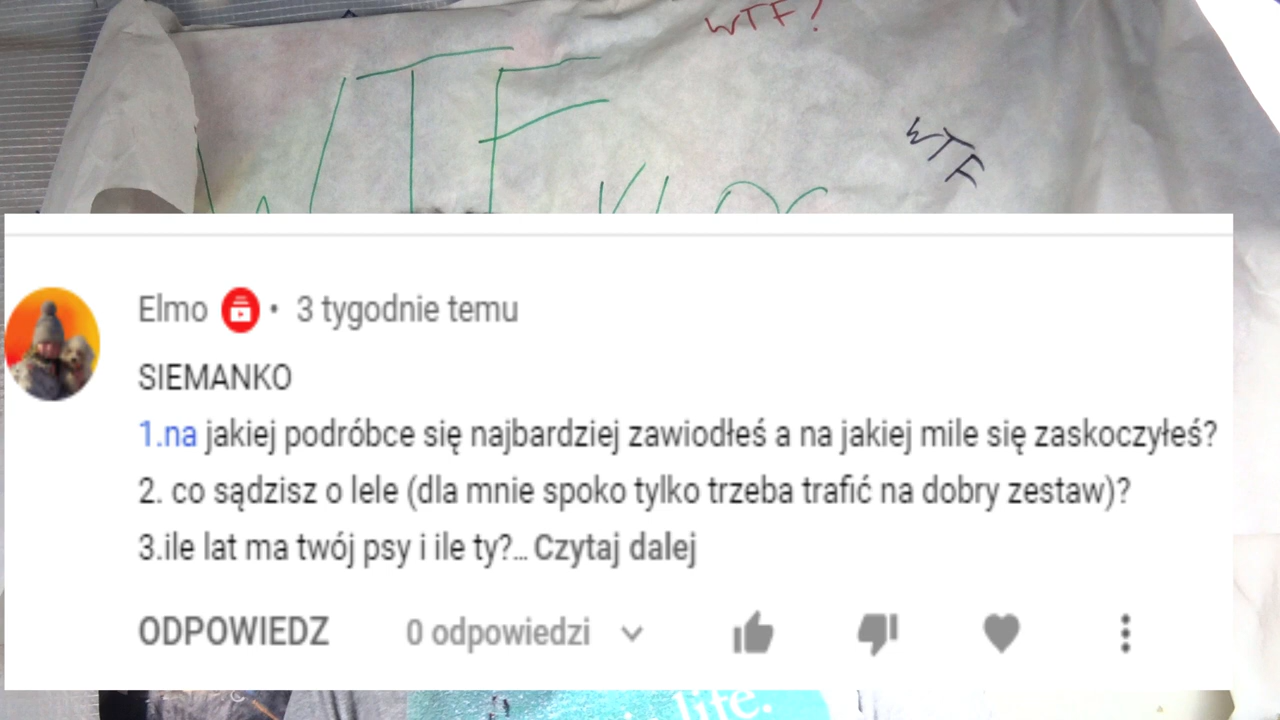 WTF?
WTF
WTF
Elmo • 3 tygodnie temu
SIEMANKO
1.na jakiej podróbce się najbardziej zawiodłeś a na jakiej mile się zaskoczyłeś?
2. co sądzisz o lele (dla mnie spoko tylko trzeba trafić na dobry zestaw)?
3.ile lat ma twój psy i ile ty?... Czytaj dalej
ODPOWIEDZ 0 odpowiedzi
life.